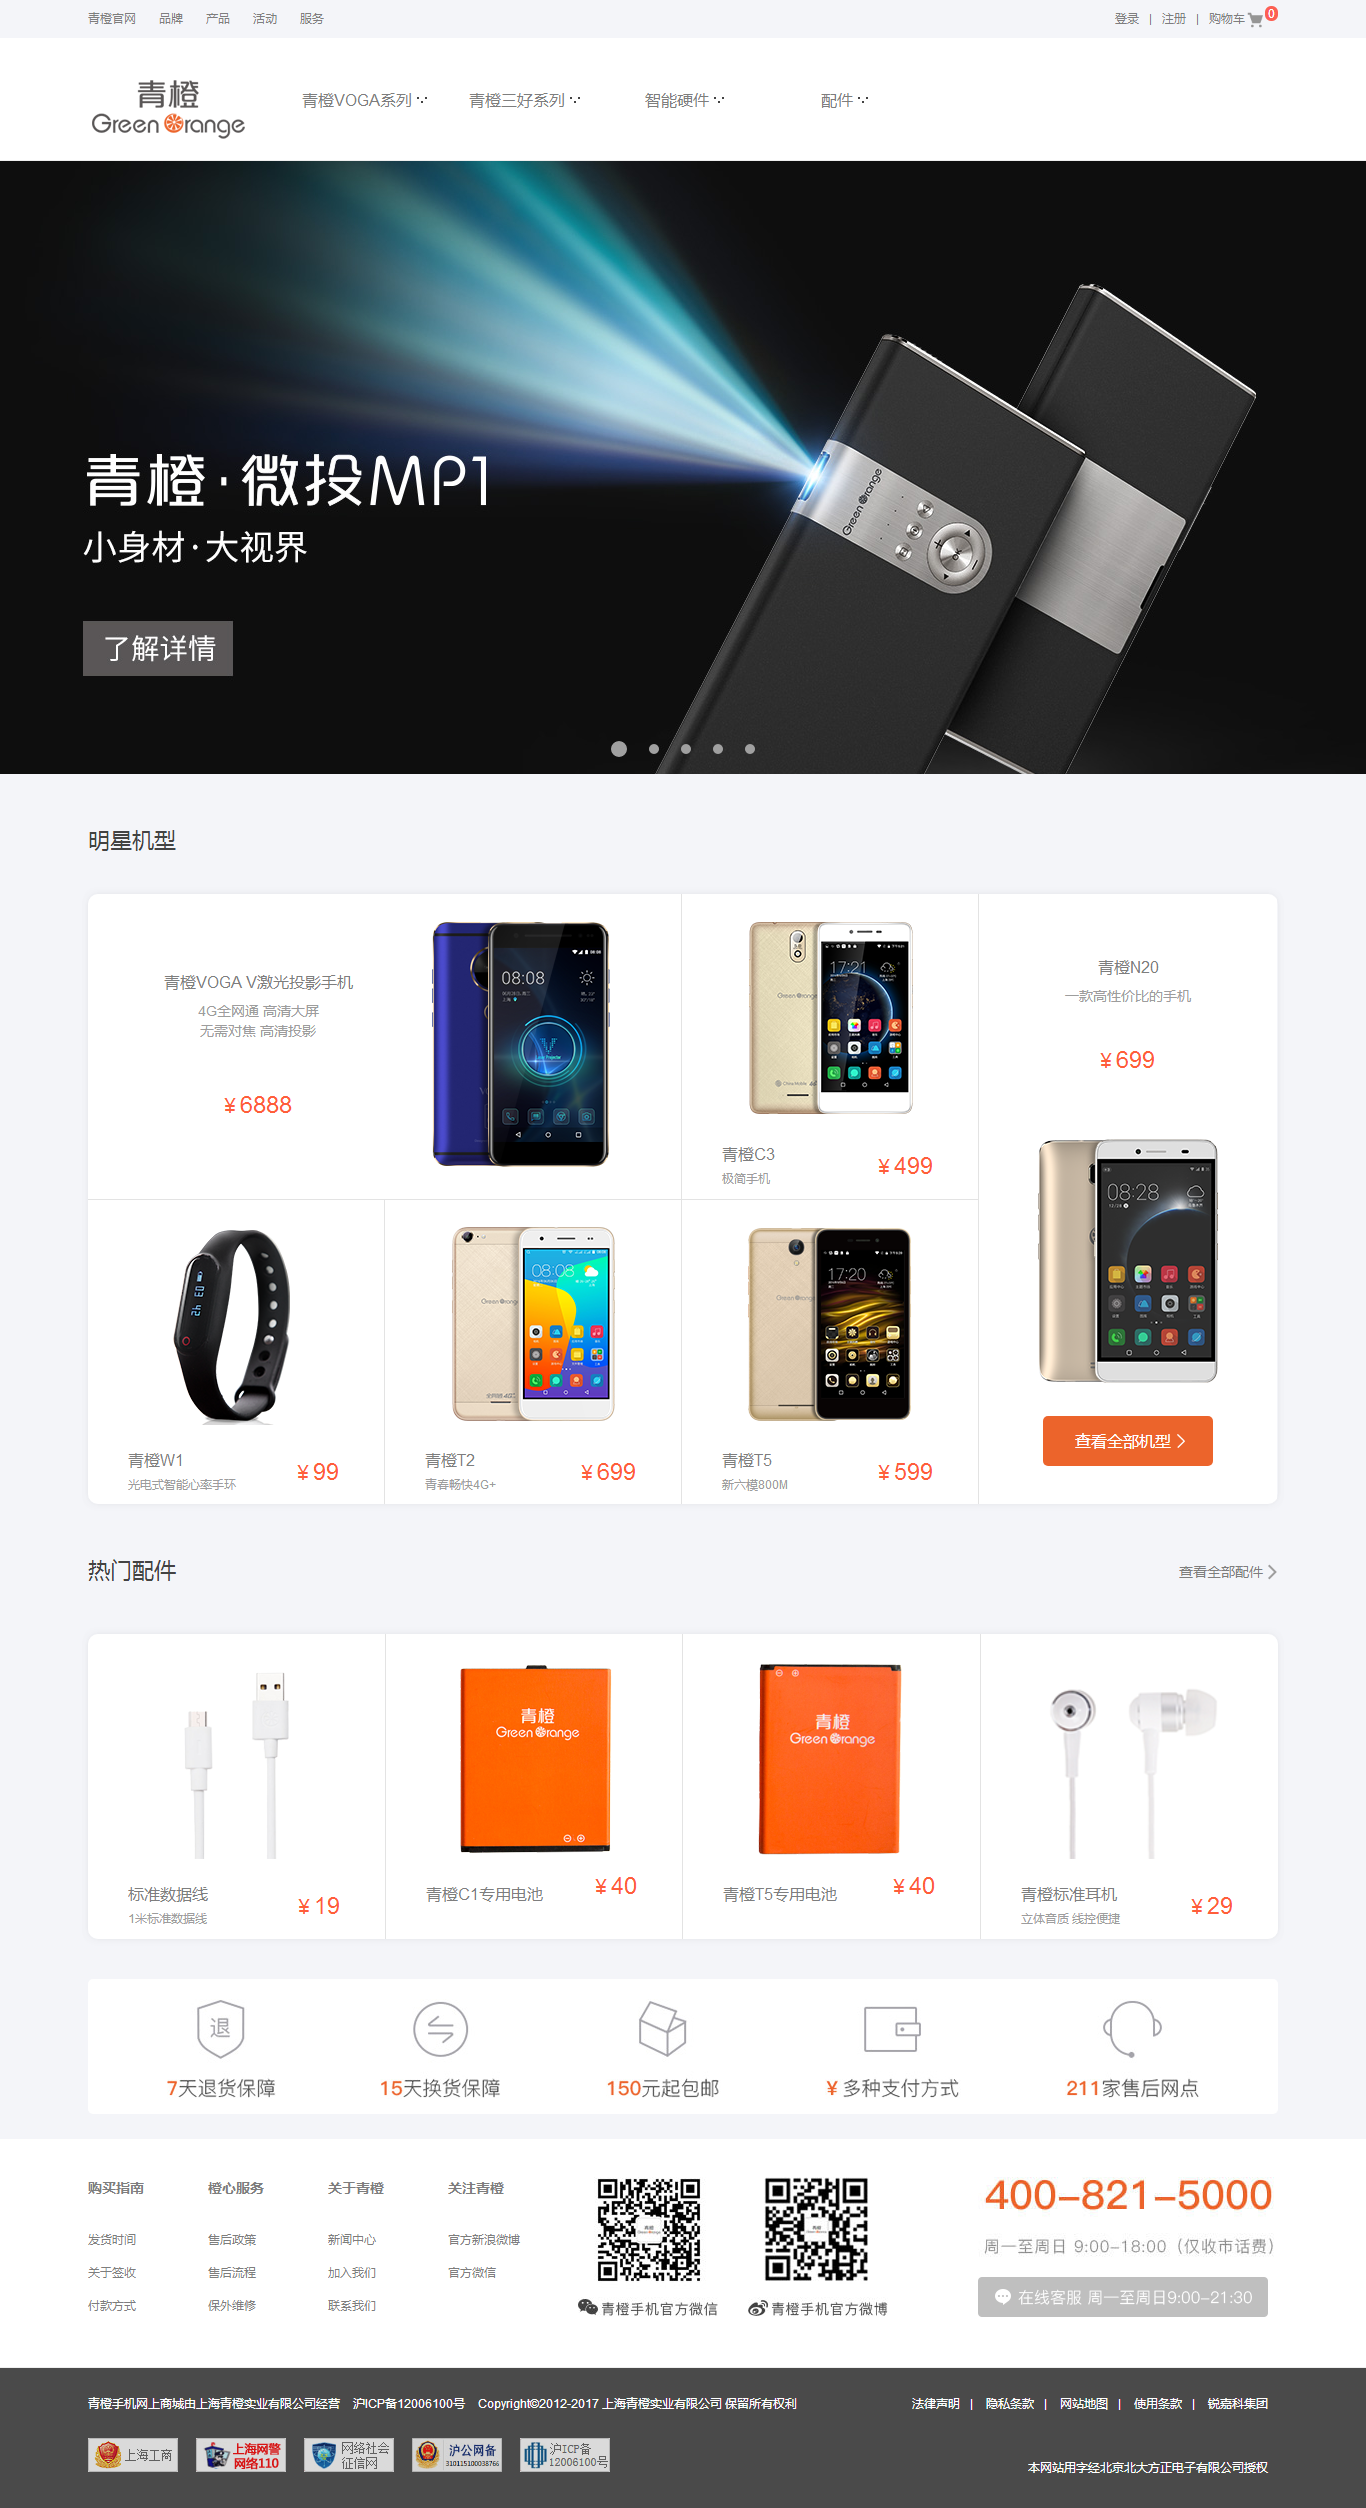 青橙官网 品牌 产品 活动 服务
登录 | 注册 | 购物车 0
青橙
Green Orange
青橙VOGA系列 青橙三好系列 智能硬件 配件
Green Orange
OK
青橙·微投MP1
小身材·大视界
了解详情
明星机型
青橙VOGA V激光投影手机
4G全网通 高清大屏
无需对焦 高清投影
¥6888
08:08
青橙C3
极简手机
¥499
17:21
青橙N20
一款高性价比的手机
¥699
08:28
查看全部机型
青橙W1
光电式智能心率手环
¥99
青橙T2
青春畅快4G+
¥699
08:08
青橙T5
新六模800M
¥599
17:20
热门配件
查看全部配件
标准数据线
1米标准数据线
¥19
青橙
Green Orange
青橙C1专用电池
¥40
青橙
Green Orange
青橙T5专用电池
¥40
青橙标准耳机
立体音质 线控便捷
¥29
退
7天退货保障
15天换货保障
150元起包邮
¥ 多种支付方式
211家售后网点
购买指南 橙心服务 关于青橙 关注青橙
发货时间 售后政策 新闻中心 官方新浪微博
关于签收 售后流程 加入我们 官方微信
付款方式 保外维修 联系我们
青橙手机官方微信
青橙手机官方微博
400-821-5000
周一至周日 9:00-18:00（仅收市话费）
在线客服 周一至周日9:00-21:30
青橙手机网上商城由上海青橙实业有限公司经营 沪ICP备12006100号 Copyright©2012-2017 上海青橙实业有限公司 保留所有权利
法律声明 | 隐私条款 | 网站地图 | 使用条款 | 锐嘉科集团
上海工商
上海网警
网络110
网络社会
征信网
沪公网备
31011510003876​6
沪ICP备
12006100号
本网站用字经北京北大方正电子有限公司授权